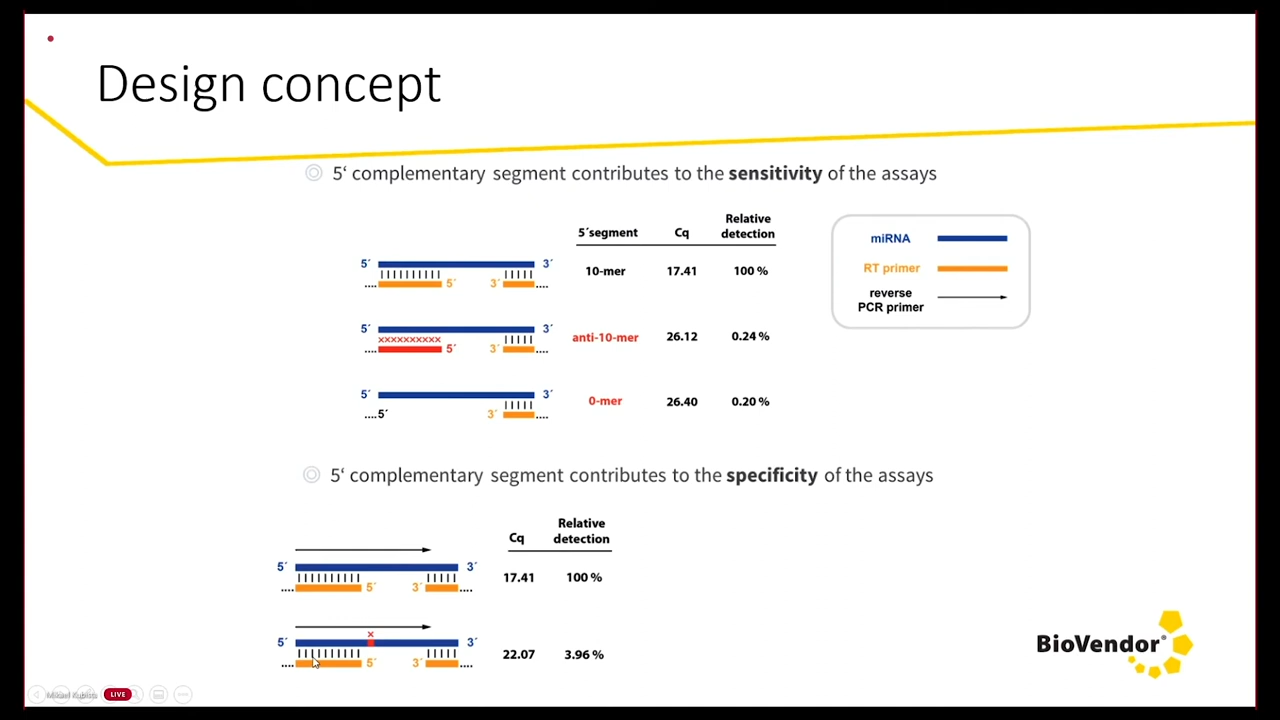 Design concept
5‘ complementary segment contributes to the sensitivity of the assays
5´segment Cq Relative detection
5´ 3´
10-mer 17.41 100 %
.... 5´ 3´ ....
5´ 3´
xxxxxxxxxx
anti-10-mer 26.12 0.24 %
.... 5´ 3´ ....
5´ 3´
0-mer 26.40 0.20 %
....5´ 3´ ....
miRNA
RT primer
reverse
PCR primer
5‘ complementary segment contributes to the specificity of the assays
Cq Relative detection
5´ 3´
17.41 100 %
.... 5´ 3´ ....
x
5´ 3´
22.07 3.96 %
.... 5´ 3´ ....
BioVendor®
Mikael Kubista
LIVE